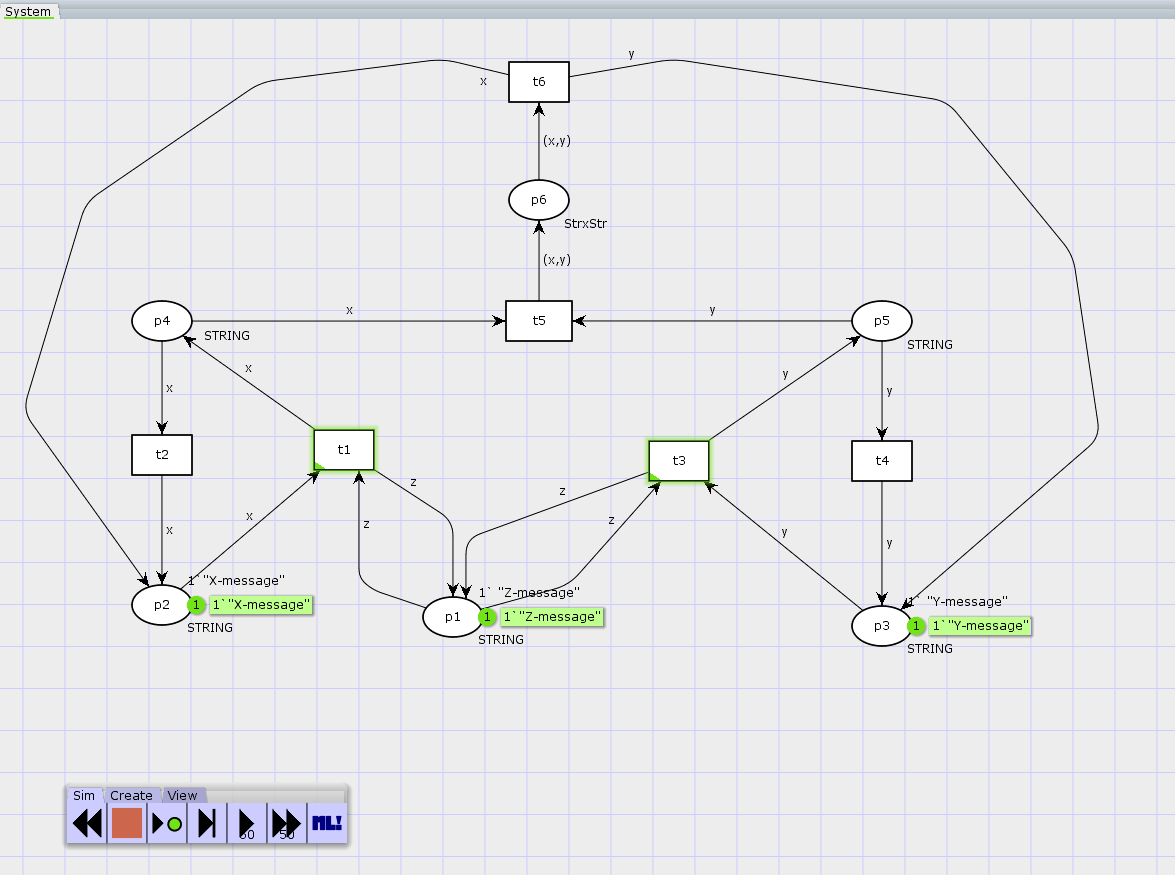 System
y
x
t6
(x,y)
p6
StrxStr
(x,y)
x
y
p4
t5
p5
STRING
STRING
x
y
x
y
t1
t2
t3
t4
z
z
x
z
z
x
y
y
1`"X-message"
p2
1
1`"X-message"
STRING
1` "Z-message"
p1
1
1`"Z-message"
STRING
1` "Y-message"
p3
1
1`"Y-message"
STRING
Sim Create View
50
50
ML!